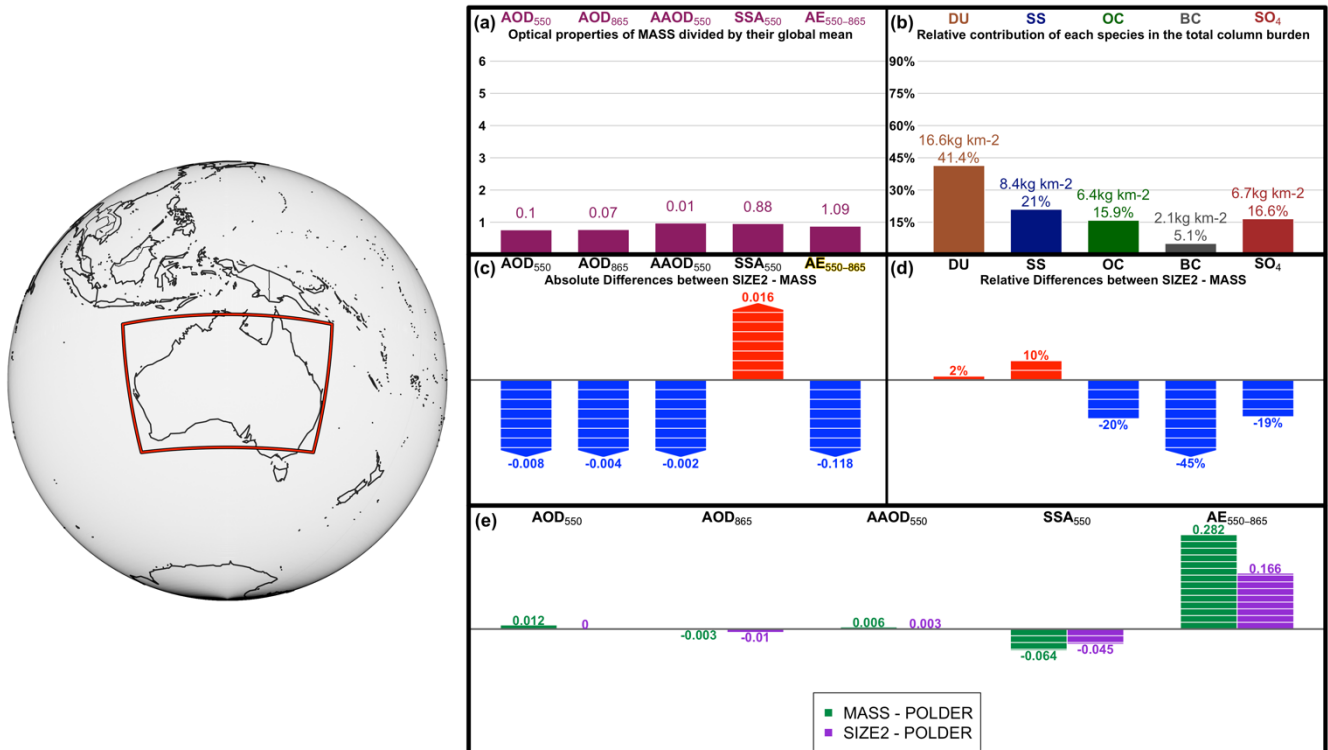 (a) AOD550 AOD865 AAOD550 SSA550 AE550–865
Optical properties of MASS divided by their global mean
6
5
4
3
2
1
0.1 0.07 0.01 0.88 1.09
(b) DU SS OC BC SO4
Relative contribution of each species in the total column burden
90%
75%
60%
45%
30%
15%
16.6kg km-2
41.4%
8.4kg km-2
21%
6.4kg km-2
15.9%
2.1kg km-2
5.1%
6.7kg km-2
16.6%
(c) AOD550 AOD865 AAOD550 SSA550 AE550–865
Absolute Differences between SIZE2 - MASS
0.016
-0.008 -0.004 -0.002 -0.118
(d) DU SS OC BC SO4
Relative Differences between SIZE2 - MASS
2% 10%
-20% -45% -19%
(e) AOD550 AOD865 AAOD550 SSA550 AE550–865
0.012 0 -0.003 -0.01 0.006 0.003 -0.064 -0.045 0.282 0.166
MASS - POLDER
SIZE2 - POLDER